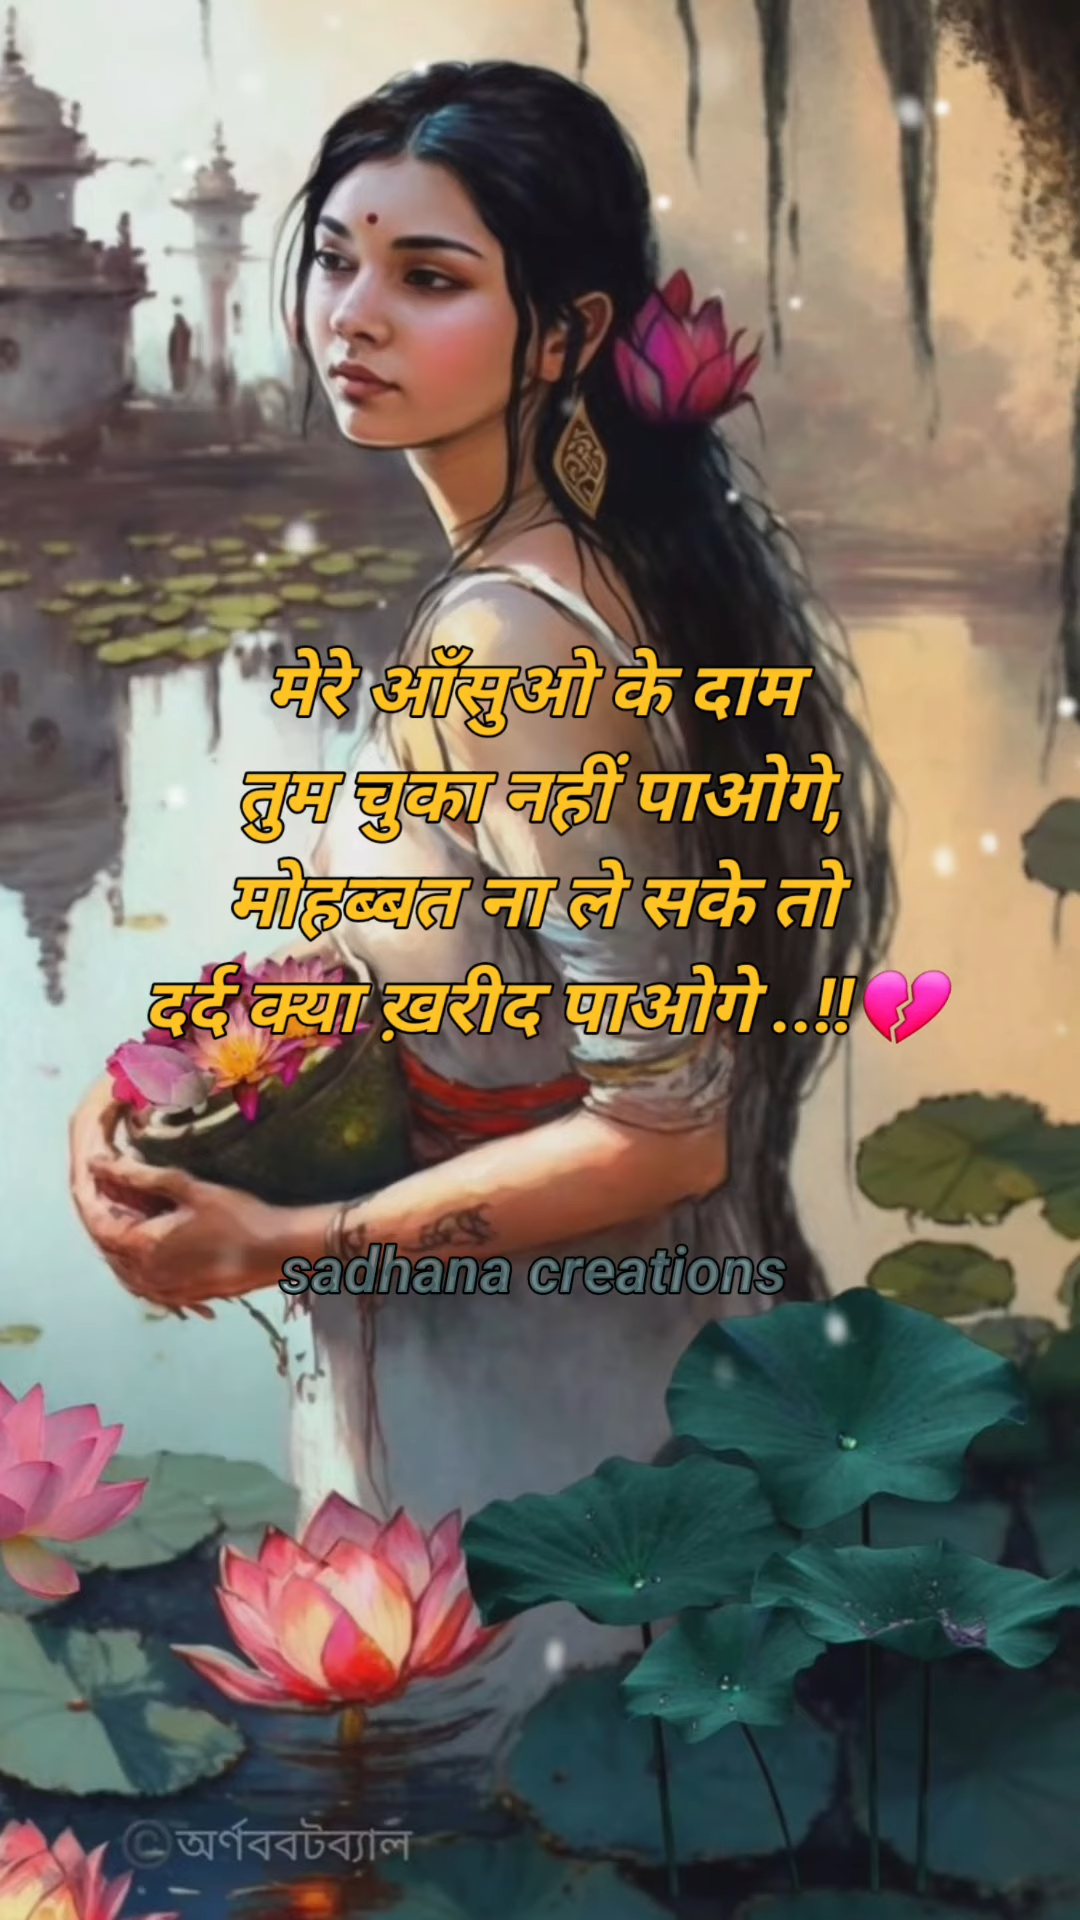 मेरे आँसुओ के दाम
तुम चुका नहीं पाओगे,
मोहब्बत ना ले सके तो
दर्द क्या ख़रीद पाओगे ..!!💔
sadhana creations
©অর্ণববটব্যাল